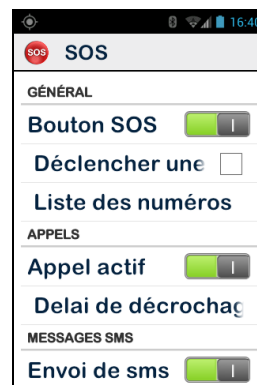 16:40
SOS SOS
GÉNÉRAL
Bouton SOS
Déclencher une
Liste des numéros
APPELS
Appel actif
Delai de décrochag
MESSAGES SMS
Envoi de sms